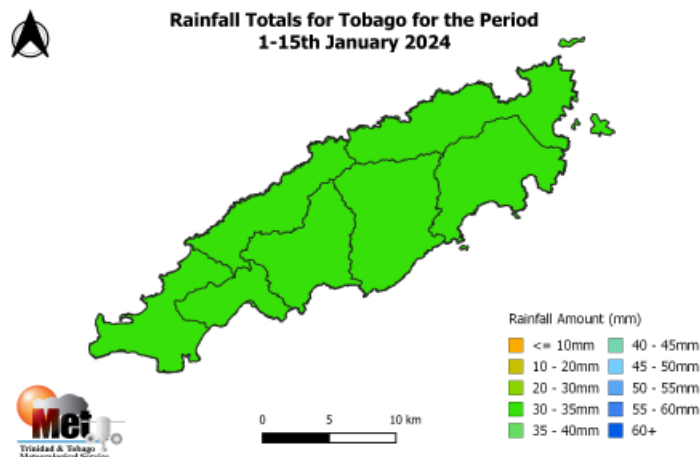 Rainfall Totals for Tobago for the Period
1-15th January 2024
Rainfall Amount (mm)
<= 10mm
10 - 20mm
20 - 30mm
30 - 35mm
35 - 40mm
40 - 45mm
45 - 50mm
50 - 55mm
55 - 60mm
60+
0 5 10 km
Met
Trinidad & Tobago
Meteorological Service